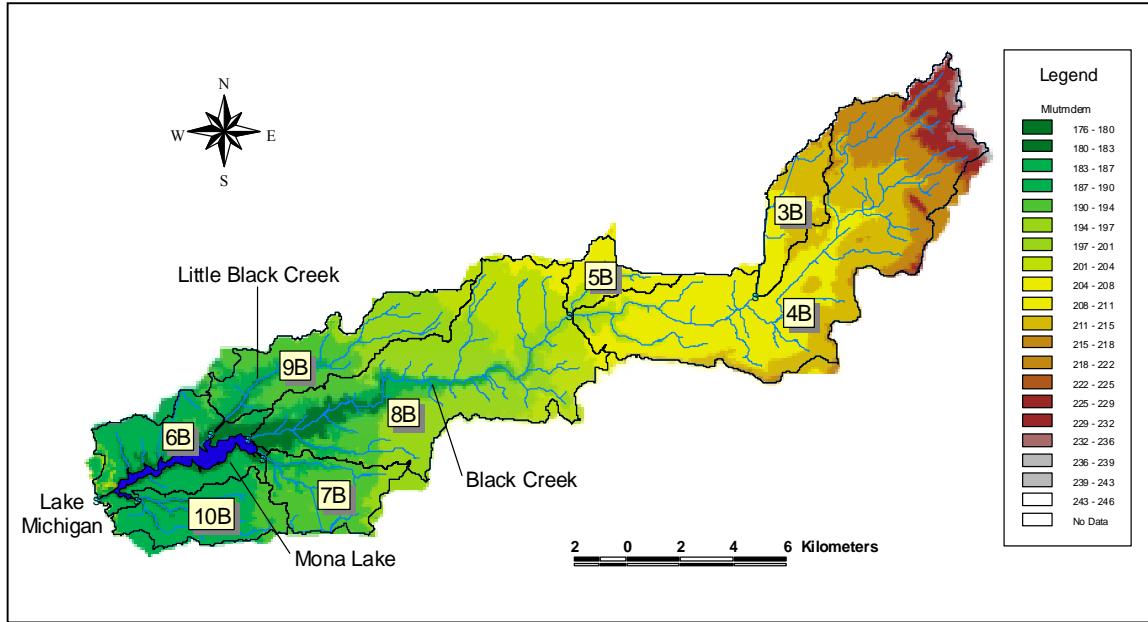 N
W E
S
Little Black Creek
9B
6B
8B
5B
3B
4B
7B
10B
Lake
Michigan
Black Creek
Mona Lake
2 0 2 4 6 Kilometers
Legend
Mlutmdem
176 - 180
180 - 183
183 - 187
187 - 190
190 - 194
194 - 197
197 - 201
201 - 204
204 - 208
208 - 211
211 - 215
215 - 218
218 - 222
222 - 225
225 - 229
229 - 232
232 - 236
236 - 239
239 - 243
243 - 246
No Data